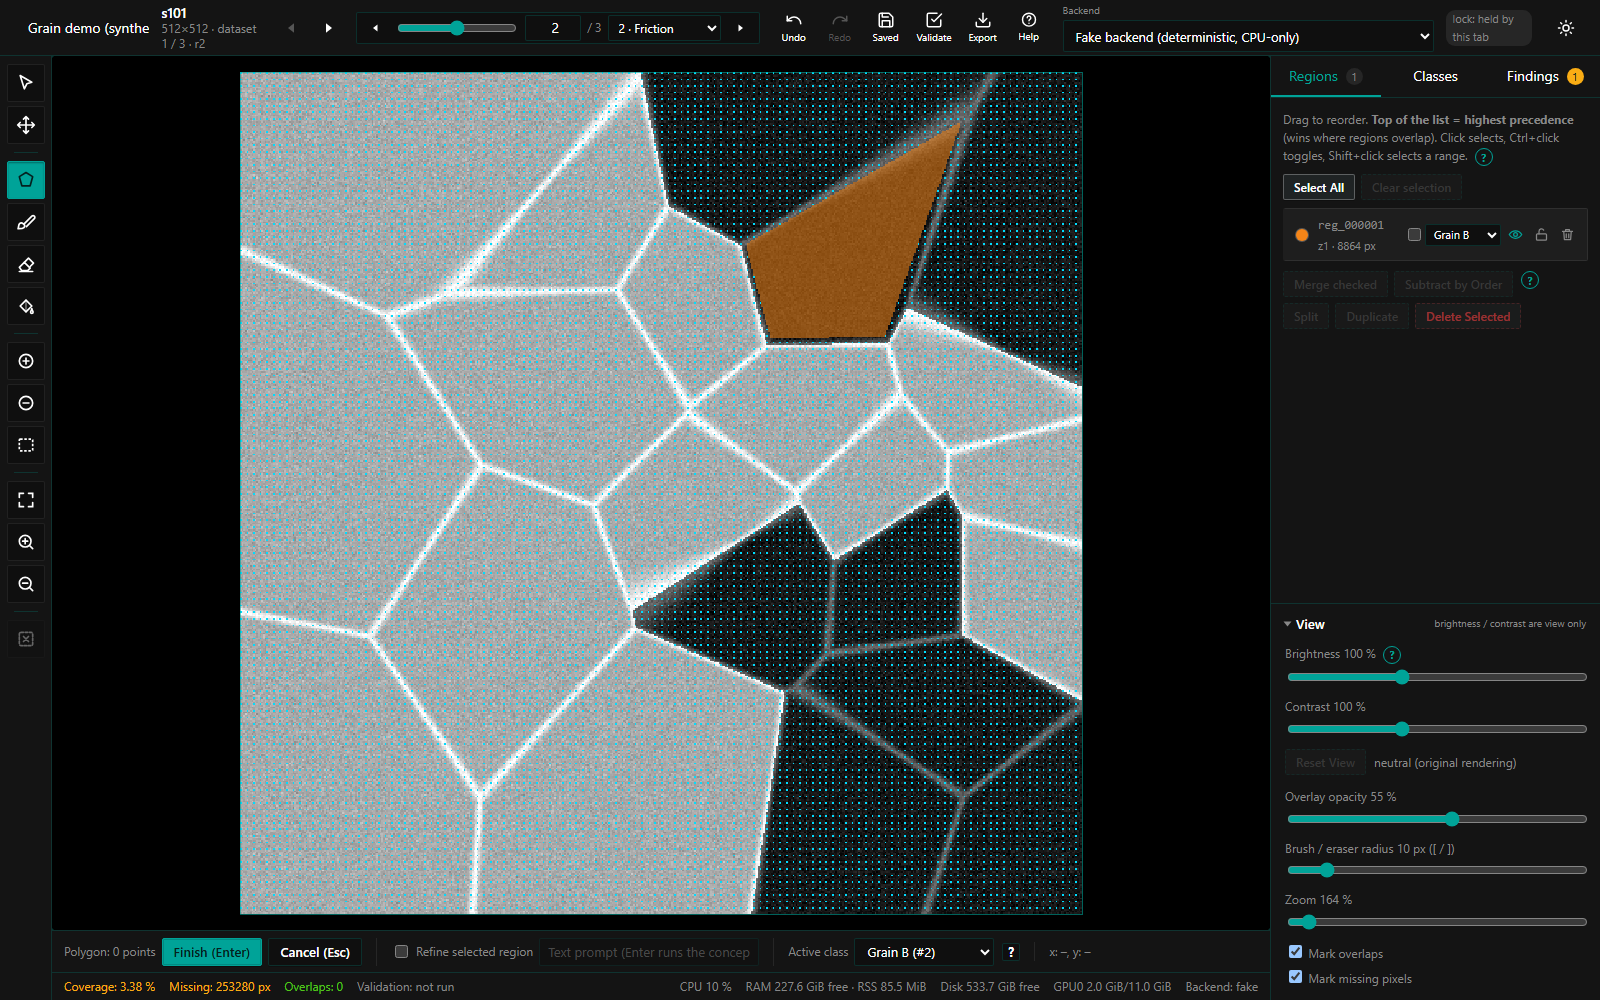 Grain demo (synthe
s101
512×512 · dataset
1 / 3 · r2
2
/ 3
2 · Friction
Undo
Redo
Saved
Validate
Export
Help
Backend
Fake backend (deterministic, CPU-only)
lock: held by
this tab
Regions 1
Classes
Findings 1
Drag to reorder. Top of the list = highest precedence
(wins where regions overlap). Click selects, Ctrl+click
toggles, Shift+click selects a range. ?
Select All
Clear selection
reg_000001
z1 · 8864 px
Grain B
Merge checked
Subtract by Order
?
Split
Duplicate
Delete Selected
View
brightness / contrast are view only
Brightness 100 % ?
Contrast 100 %
Reset View
neutral (original rendering)
Overlay opacity 55 %
Brush / eraser radius 10 px ([ / ])
Zoom 164 %
Mark overlaps
Mark missing pixels
Polygon: 0 points
Finish (Enter)
Cancel (Esc)
Refine selected region
Text prompt (Enter runs the concep
Active class
Grain B (#2)
?
x: –, y: –
Coverage: 3.38 %
Missing: 253280 px
Overlaps: 0
Validation: not run
CPU 10 %
RAM 227.6 GiB free · RSS 85.5 MiB
Disk 533.7 GiB free
GPU0 2.0 GiB/11.0 GiB
Backend: fake